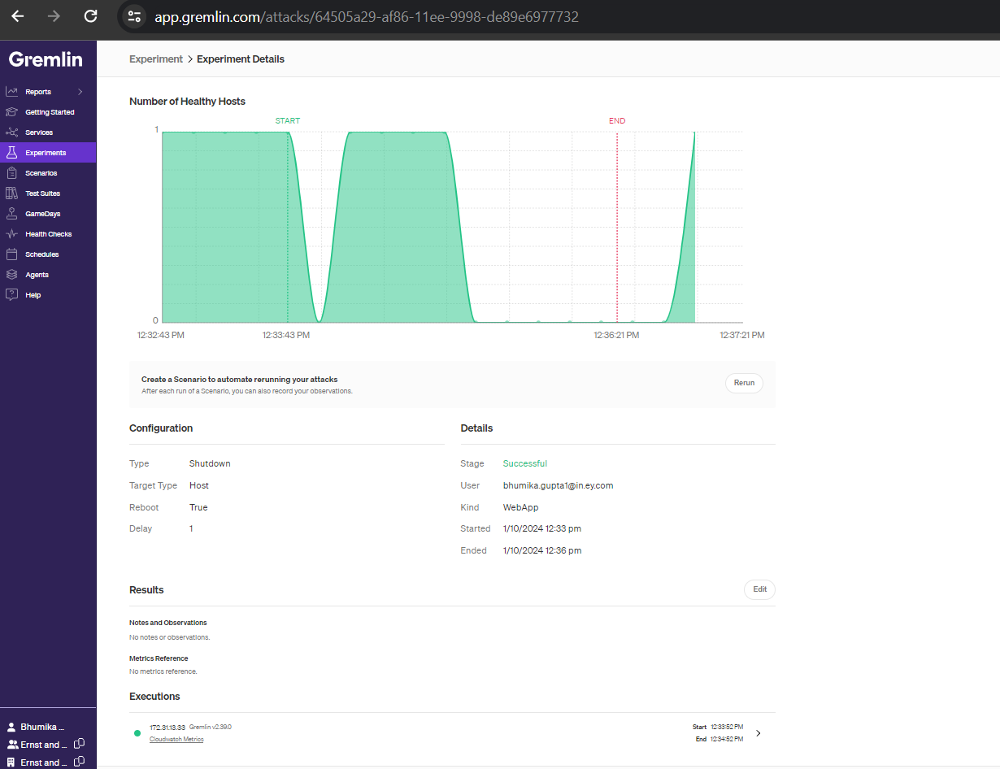 app.gremlin.com/attacks/64505a29-af86-11ee-9998-de89e6977732
Gremlin
Reports
Getting Started
Services
Experiments
Scenarios
Test Suites
GameDays
Health Checks
Schedules
Agents
Help
Bhumika ...
Ernst and ...
Ernst and ...
Experiment > Experiment Details
Number of Healthy Hosts
START
END
1
0
12:32:43 PM
12:33:43 PM
12:36:21 PM
12:37:21 PM
Create a Scenario to automate rerunning your attacks
After each run of a Scenario, you can also record your observations.
Rerun
Configuration
Type Shutdown
Target Type Host
Reboot True
Delay 1
Details
Stage Successful
User bhumika.gupta1@in.ey.com
Kind WebApp
Started 1/10/2024 12:33 pm
Ended 1/10/2024 12:36 pm
Results
Edit
Notes and Observations
No notes or observations.
Metrics Reference
No metrics reference.
Executions
172.31.13.33 Gremlin v2.39.0
Cloudwatch Metrics
Start 12:33:52 PM
End 12:34:52 PM